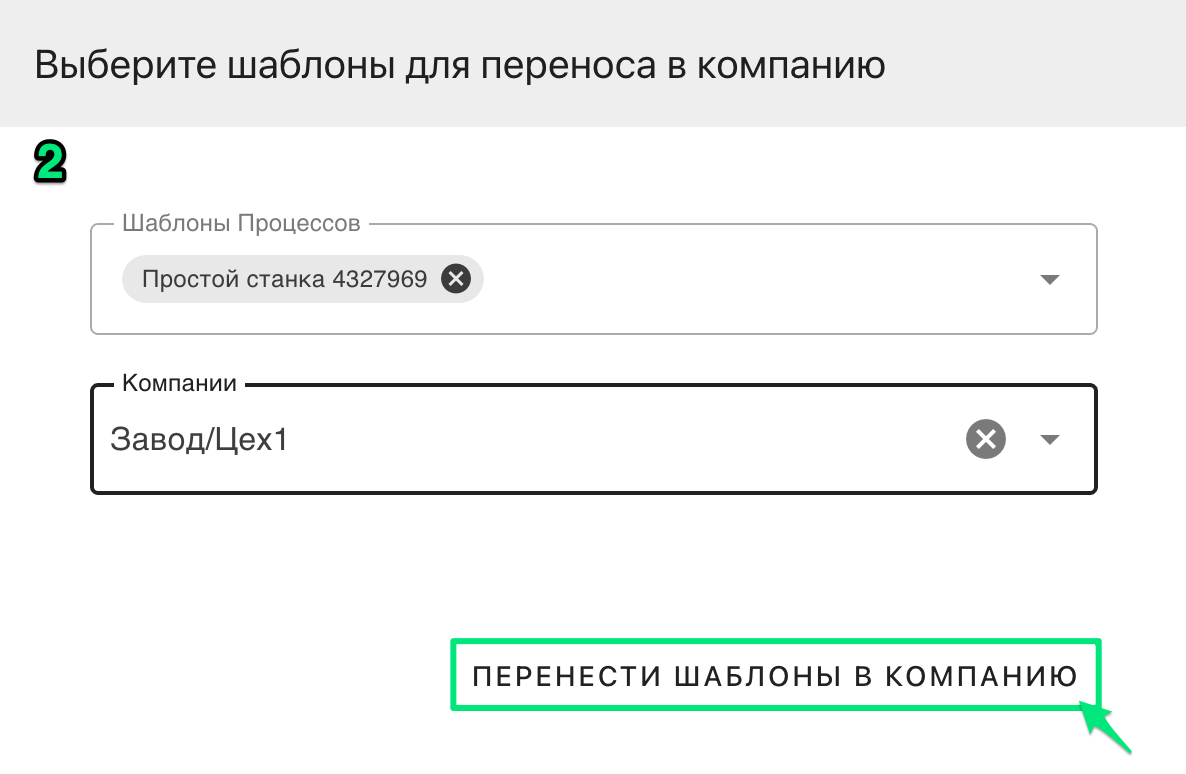 Выберите шаблоны для переноса в компанию
2
Шаблоны Процессов
Простой станка 4327969
Компании
Завод/Цех1
ПЕРЕНЕСТИ ШАБЛОНЫ В КОМПАНИЮ